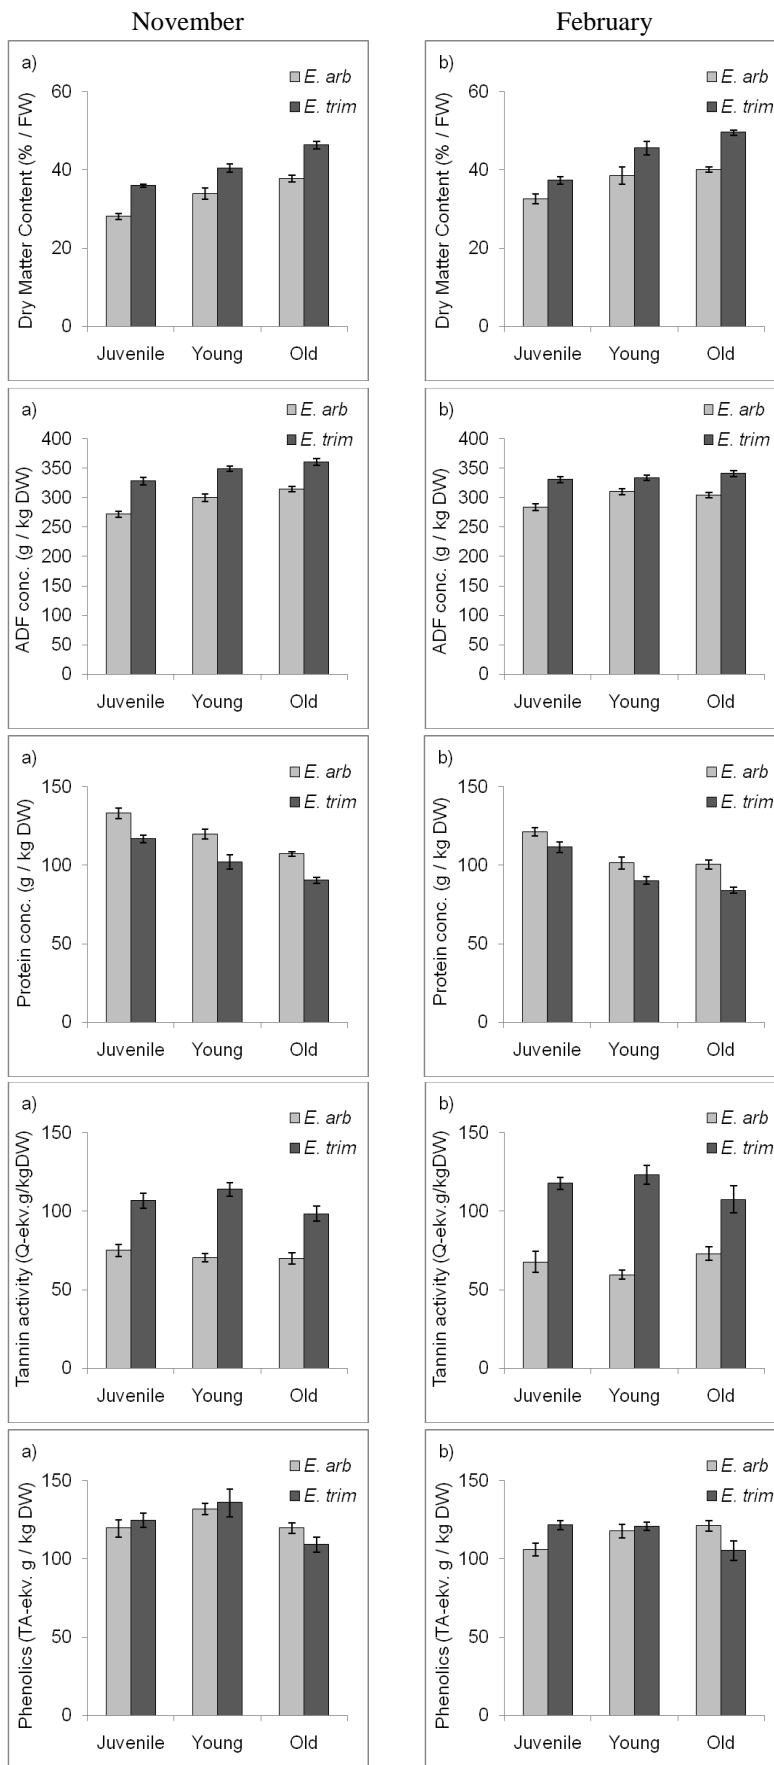 November
February
a)
E. arb
E. trim
Dry Matter Content (% / FW)
60
40
20
0
Juvenile Young Old
b)
E. arb
E. trim
Dry Matter Content (% / FW)
60
40
20
0
Juvenile Young Old
a)
E. arb
E. trim
ADF conc. (g / kg DW)
400
350
300
250
200
150
100
50
0
Juvenile Young Old
b)
E. arb
E. trim
ADF conc. (g / kg DW)
400
350
300
250
200
150
100
50
0
Juvenile Young Old
a)
E. arb
E. trim
Protein conc. (g / kg DW)
150
100
50
0
Juvenile Young Old
b)
E. arb
E. trim
Protein conc. (g / kg DW)
150
100
50
0
Juvenile Young Old
a)
E. arb
E. trim
Tannin activity (Q-ekv.g/kgDW)
150
100
50
0
Juvenile Young Old
b)
E. arb
E. trim
Tannin activity (Q-ekv.g/kgDW)
150
100
50
0
Juvenile Young Old
a)
E. arb
E. trim
Phenolics (TA-ekv. g / kg DW)
150
100
50
0
Juvenile Young Old
b)
E. arb
E. trim
Phenolics (TA-ekv. g / kg DW)
150
100
50
0
Juvenile Young Old